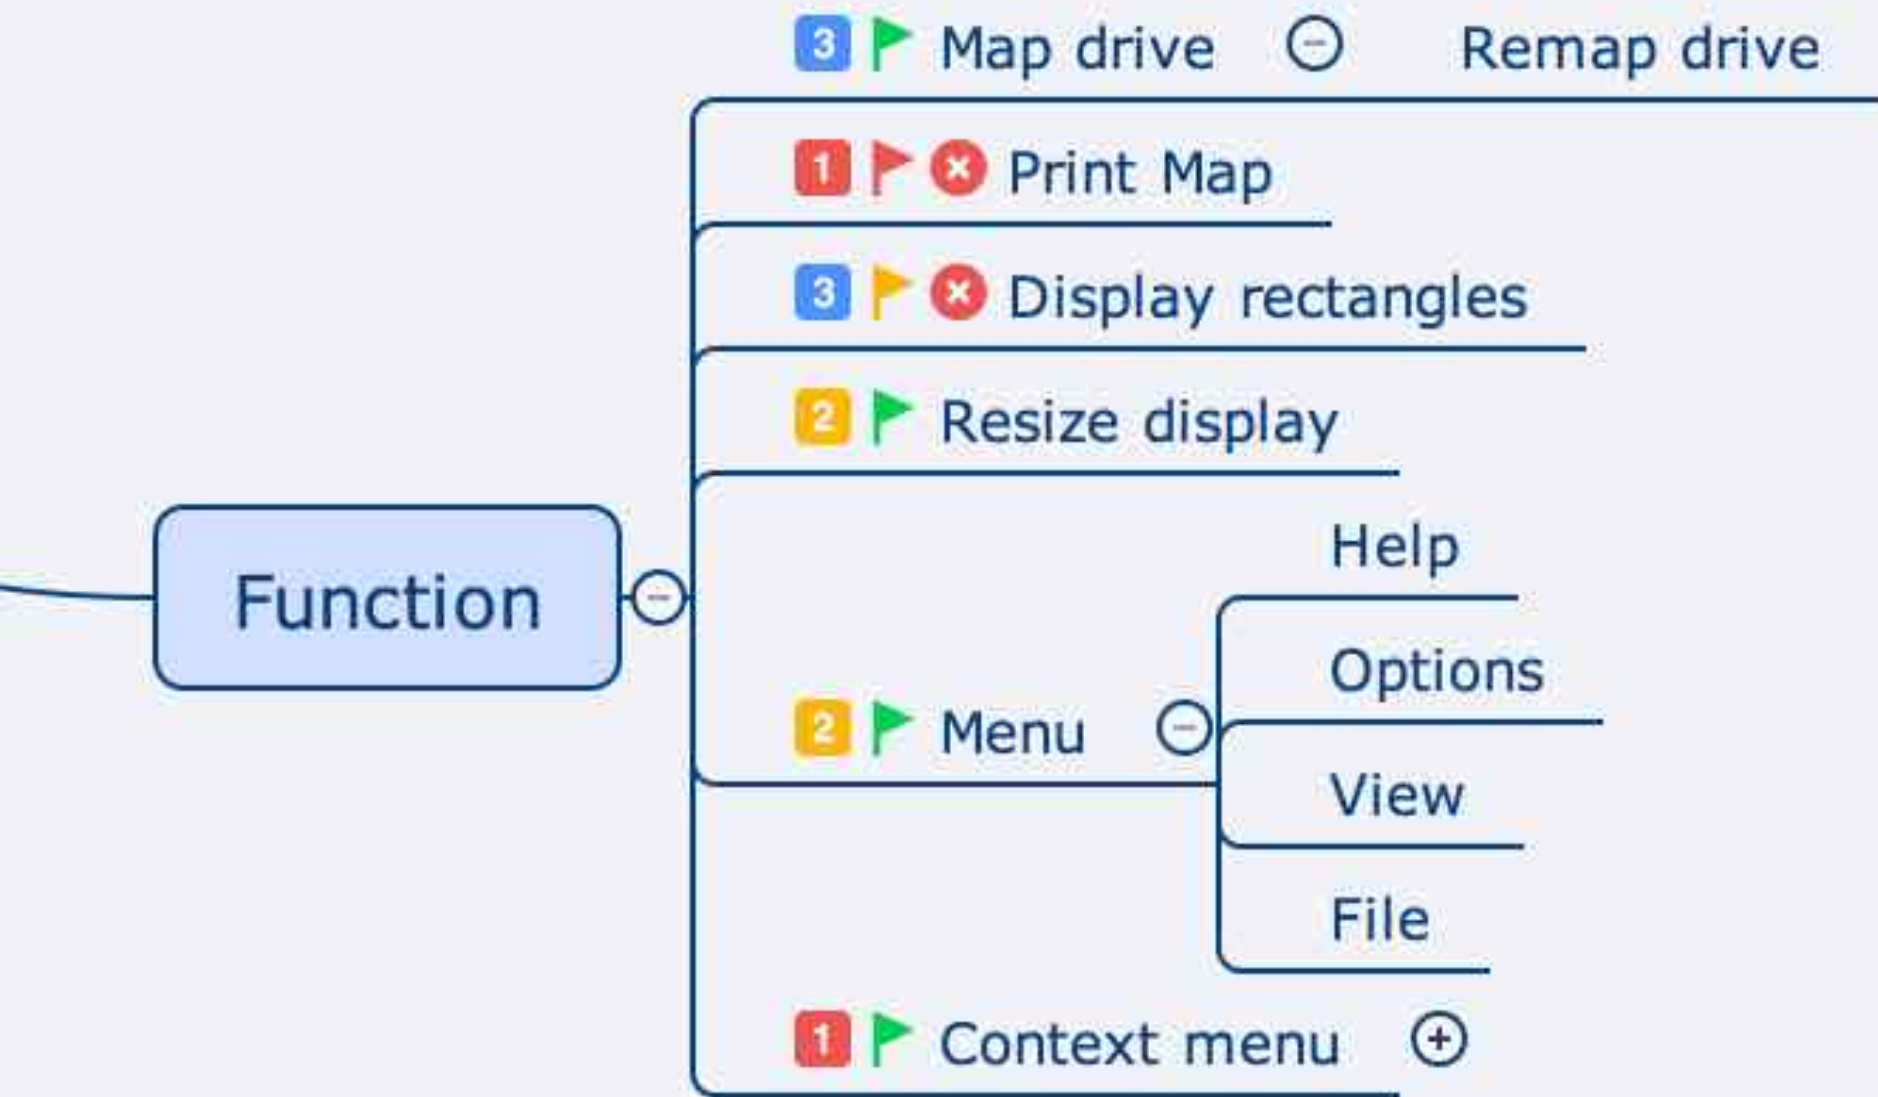 3 Map drive Remap drive
1 Print Map
3 Display rectangles
2 Resize display
Function
2 Menu
Help
Options
View
File
1 Context menu